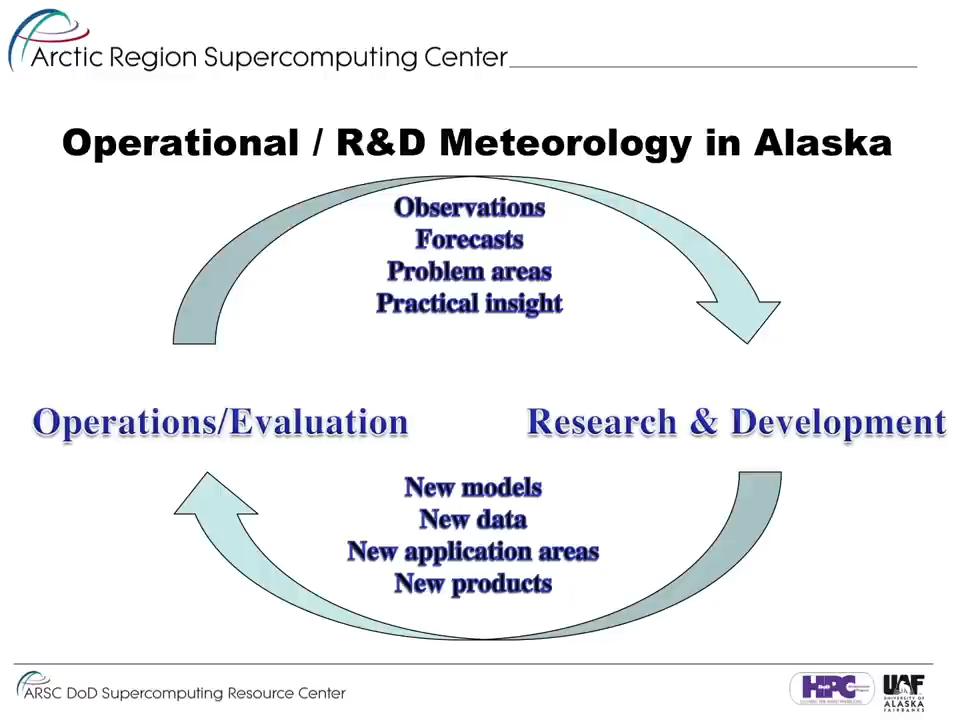 Arctic Region Supercomputing Center
Operational / R&D Meteorology in Alaska
Observations
Forecasts
Problem areas
Practical insight
Operations/Evaluation
Research & Development
New models
New data
New application areas
New products
ARSC DoD Supercomputing Resource Center
HPC
UAF
UNIVERSITY OF
ALASKA
FAIRBANKS